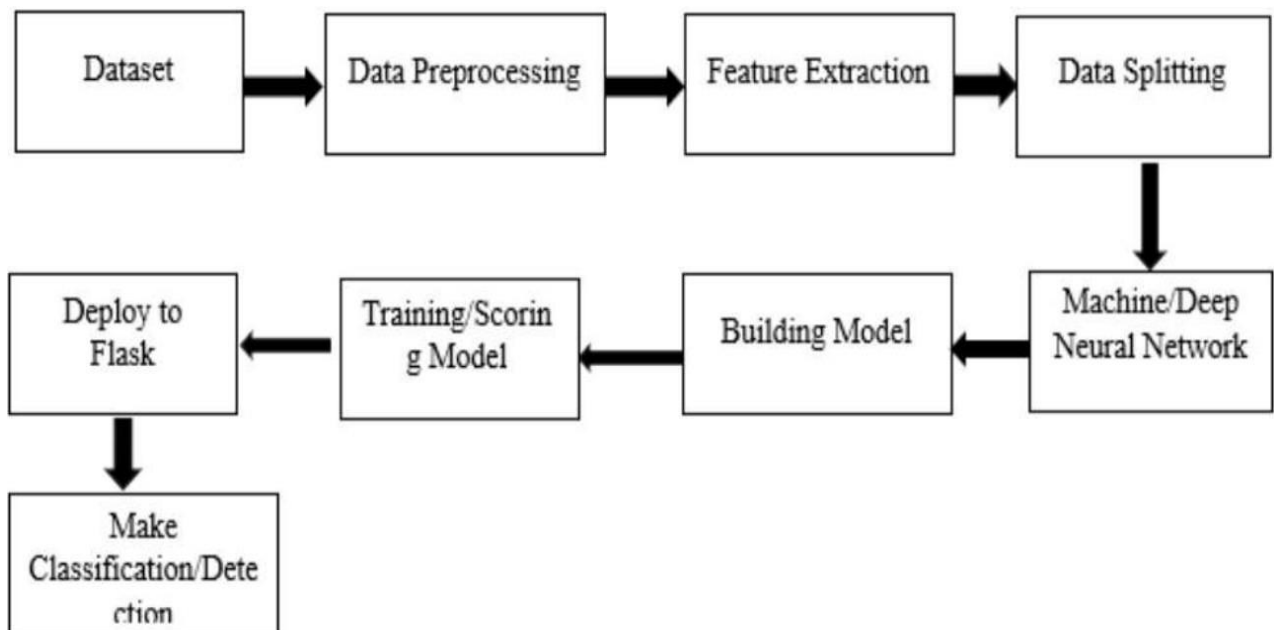 Dataset
Data Preprocessing
Feature Extraction
Data Splitting
Machine/Deep
Neural Network
Building Model
Training/Scorin
g Model
Deploy to
Flask
Make
Classification/Dete
ction